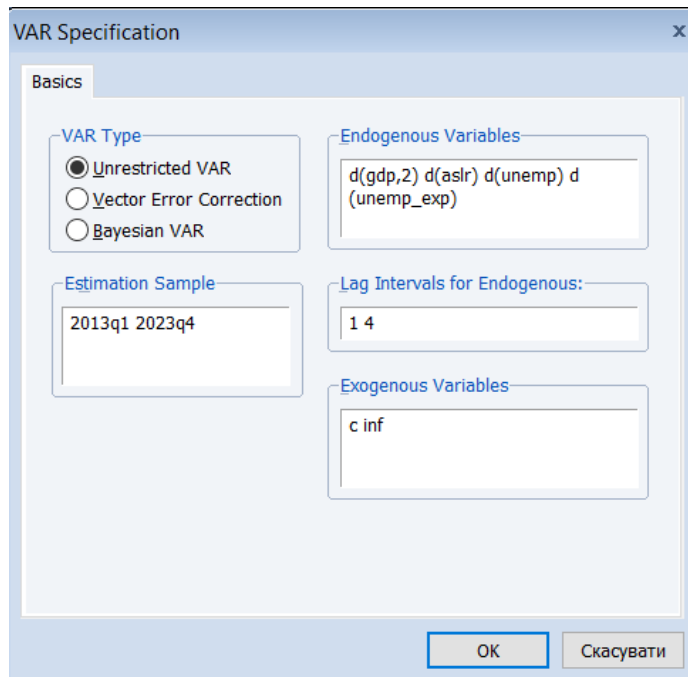 VAR Specification
x
Basics
VAR Type
Unrestricted VAR
Vector Error Correction
Bayesian VAR
Endogenous Variables
d(gdp,2) d(aslr) d(unemp) d
(unemp_exp)
Estimation Sample
2013q1 2023q4
Lag Intervals for Endogenous:
1 4
Exogenous Variables
c inf
OK
Скасувати